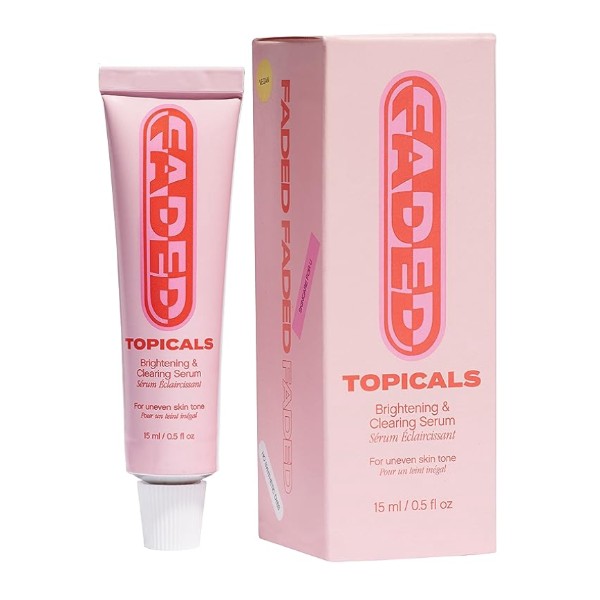 FADED
TOPICALS
Brightening &
Clearing Serum
Sérum Éclaircissant
For uneven skin tone
Pour un teint inégal
15 ml / 0.5 fl oz
VEGAN
FADED FADED FADED
FADED
TOPICALS
Brightening &
Clearing Serum
Sérum Éclaircissant
For uneven skin tone
Pour un teint inégal
15 ml / 0.5 fl oz